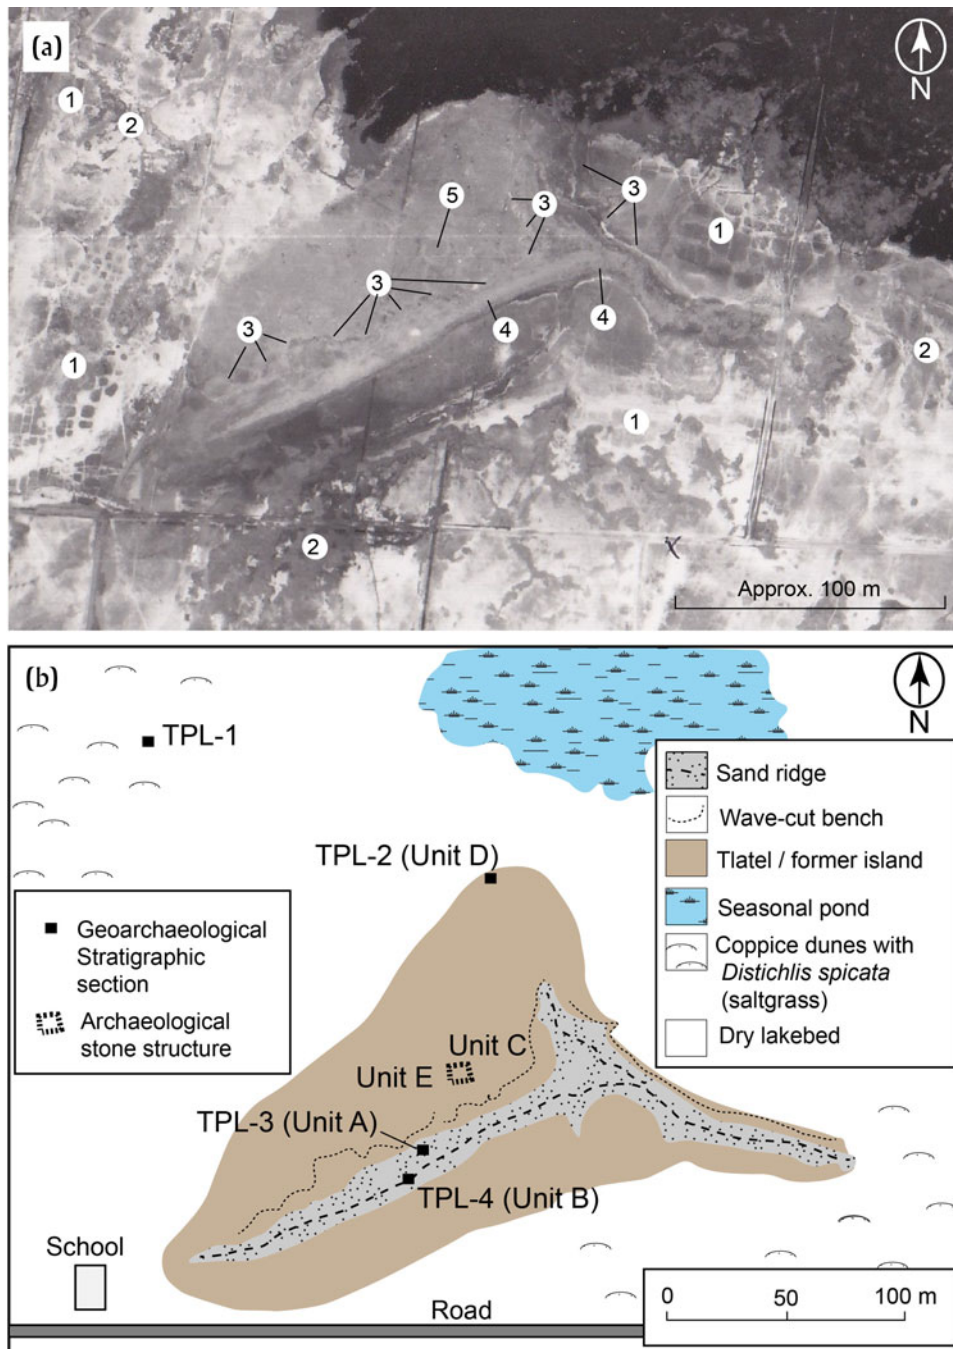 (a)
N
1
2
5
3
3
1
3
3
4
4
1
2
1
2
x
Approx. 100 m
(b)
N
TPL-1
Sand ridge
Wave-cut bench
Tlatel / former island
Seasonal pond
Coppice dunes with
Distichlis spicata
(saltgrass)
Dry lakebed
TPL-2 (Unit D)
Geoarchaeological
Stratigraphic
section
Archaeological
stone structure
Unit C
Unit E
TPL-3 (Unit A)
TPL-4 (Unit B)
School
Road
0 50 100 m